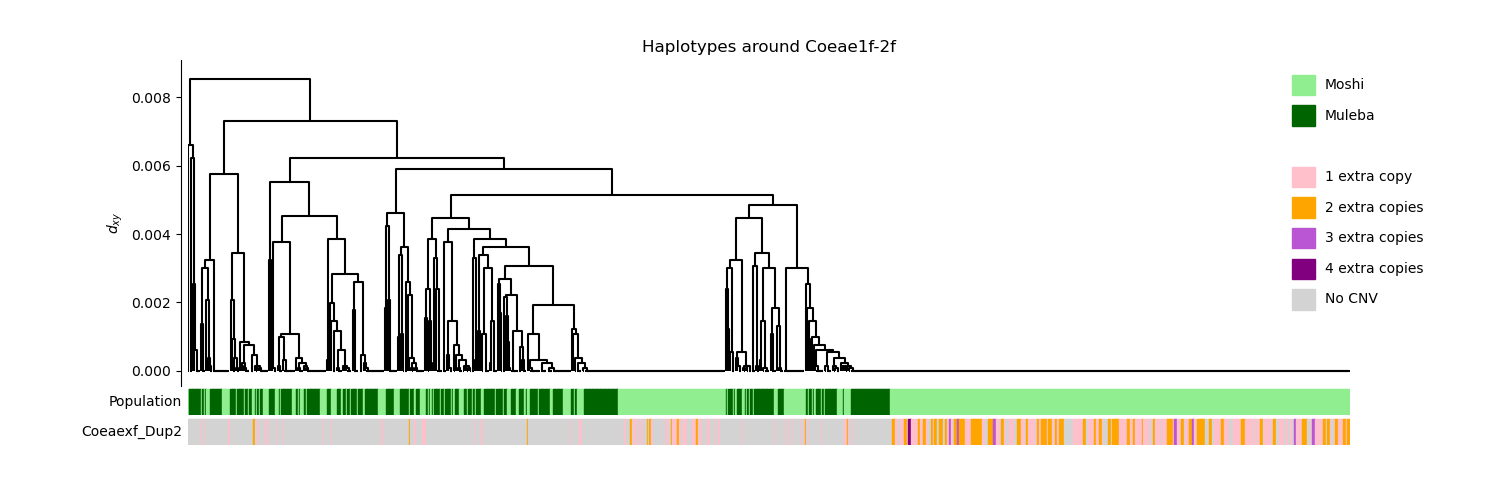 Haplotypes around Coeae1f-2f
0.008
0.006
0.004
0.002
0.000
dxy
Population
Coeaexf_Dup2
Moshi
Muleba
1 extra copy
2 extra copies
3 extra copies
4 extra copies
No CNV